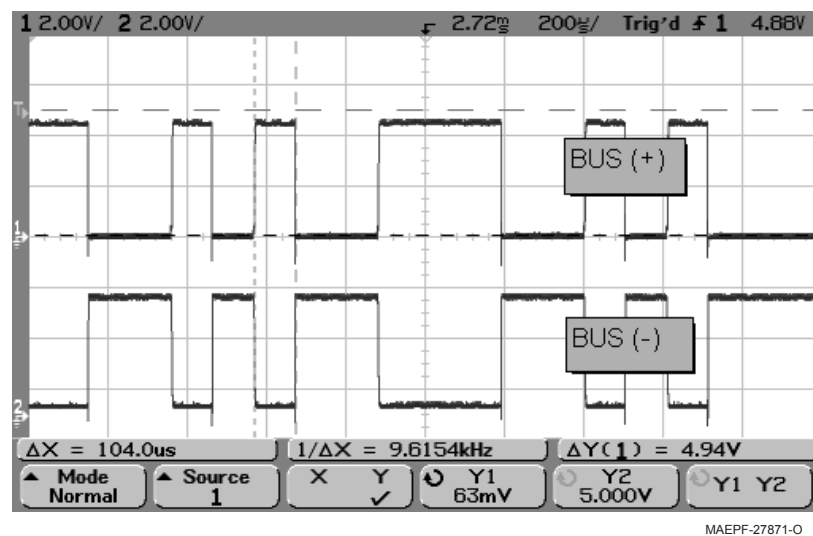 1 2.00V/ 2 2.00V/ 2.72ms 200us/ Trig'd 1 4.88V
T
BUS (+)
1
BUS (-)
2
ΔX = 104.0us 1/ΔX = 9.6154kHz ΔY(1) = 4.94V
Mode Source X Y Y1 Y2 Y1 Y2
Normal 1 63mV 5.000V
MAEPF-27871-O